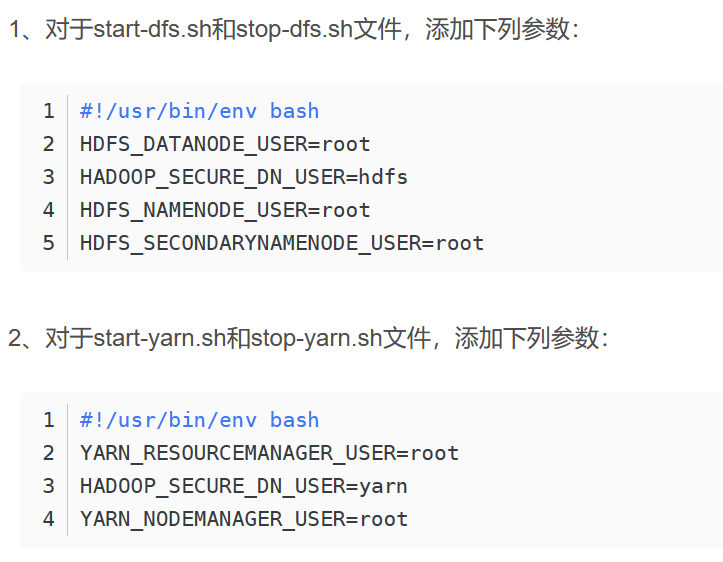 1、对于start-dfs.sh和stop-dfs.sh文件，添加下列参数：
1 #!/usr/bin/env bash
2 HDFS_DATANODE_USER=root
3 HADOOP_SECURE_DN_USER=hdfs
4 HDFS_NAMENODE_USER=root
5 HDFS_SECONDARYNAMENODE_USER=root
2、对于start-yarn.sh和stop-yarn.sh文件，添加下列参数：
1 #!/usr/bin/env bash
2 YARN_RESOURCEMANAGER_USER=root
3 HADOOP_SECURE_DN_USER=yarn
4 YARN_NODEMANAGER_USER=root